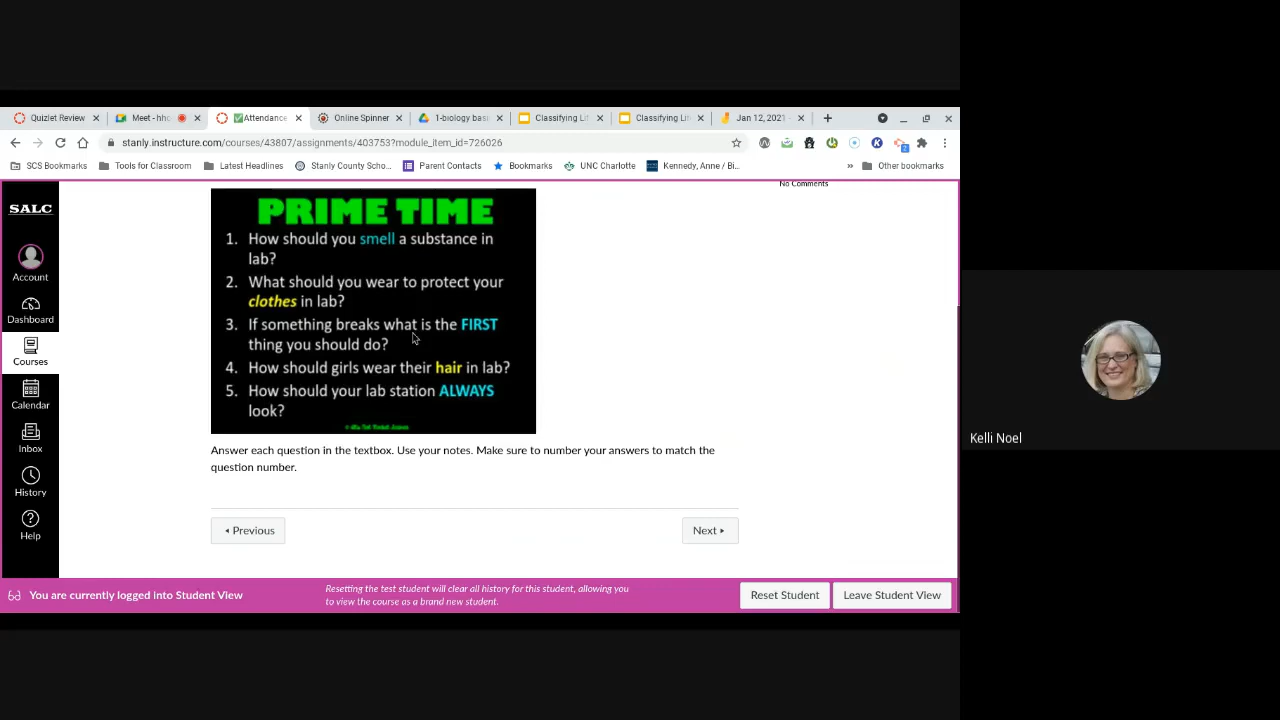 Quizlet Review
Meet - hhc
Attendance
Online Spinner
1-biology basi
Classifying Lif
Classifying Lif
Jan 12, 2021 -
stanly.instructure.com/courses/43807/assignments/403753?module_item_id=726026
SCS Bookmarks
Tools for Classroom
Latest Headlines
Stanly County Scho...
Parent Contacts
Bookmarks
UNC Charlotte
Kennedy, Anne / Bi...
»
Other bookmarks
SALC
Account
Dashboard
Courses
Calendar
Inbox
History
Help
No Comments
PRIME TIME
1. How should you smell a substance in
lab?
2. What should you wear to protect your
clothes in lab?
3. If something breaks what is the FIRST
thing you should do?
4. How should girls wear their hair in lab?
5. How should your lab station ALWAYS
look?
Answer each question in the textbox. Use your notes. Make sure to number your answers to match the
question number.
Previous
Next
You are currently logged into Student View
Resetting the test student will clear all history for this student, allowing you
to view the course as a brand new student.
Reset Student
Leave Student View
Kelli Noel